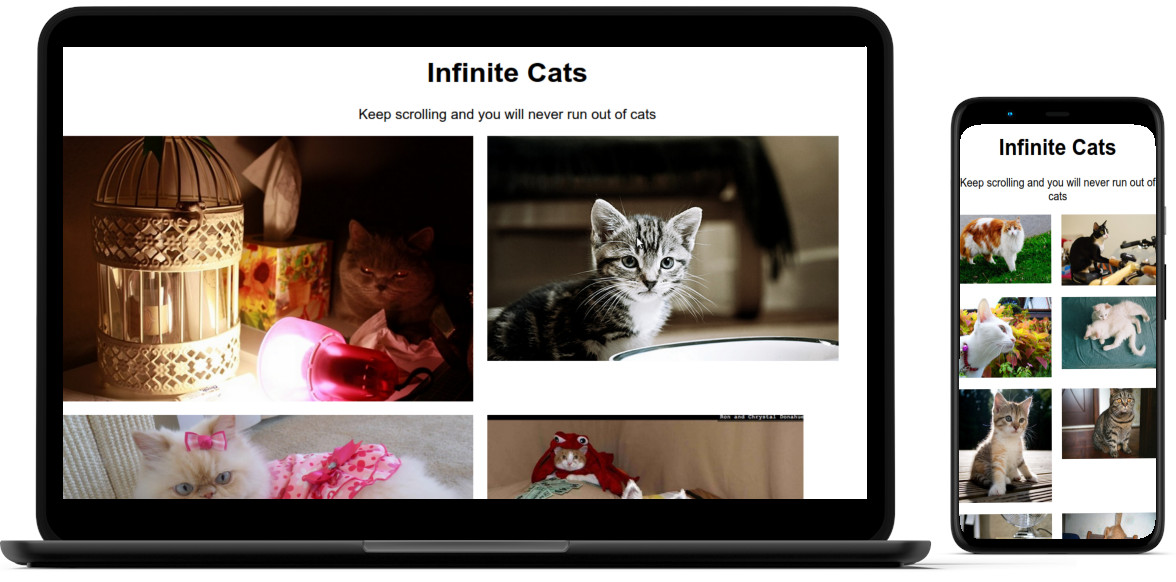 Infinite Cats
Keep scrolling and you will never run out of cats
Ron and Chrystal Donahue
Infinite Cats
Keep scrolling and you will never run out of
cats